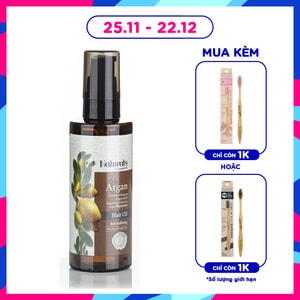 25.11 - 22.12
MUA KÈM
Naturals
Argan
Hair Oil
CHỈ CÒN 1K
HOẶC
CHỈ CÒN 1K
*Số lượng giới hạn